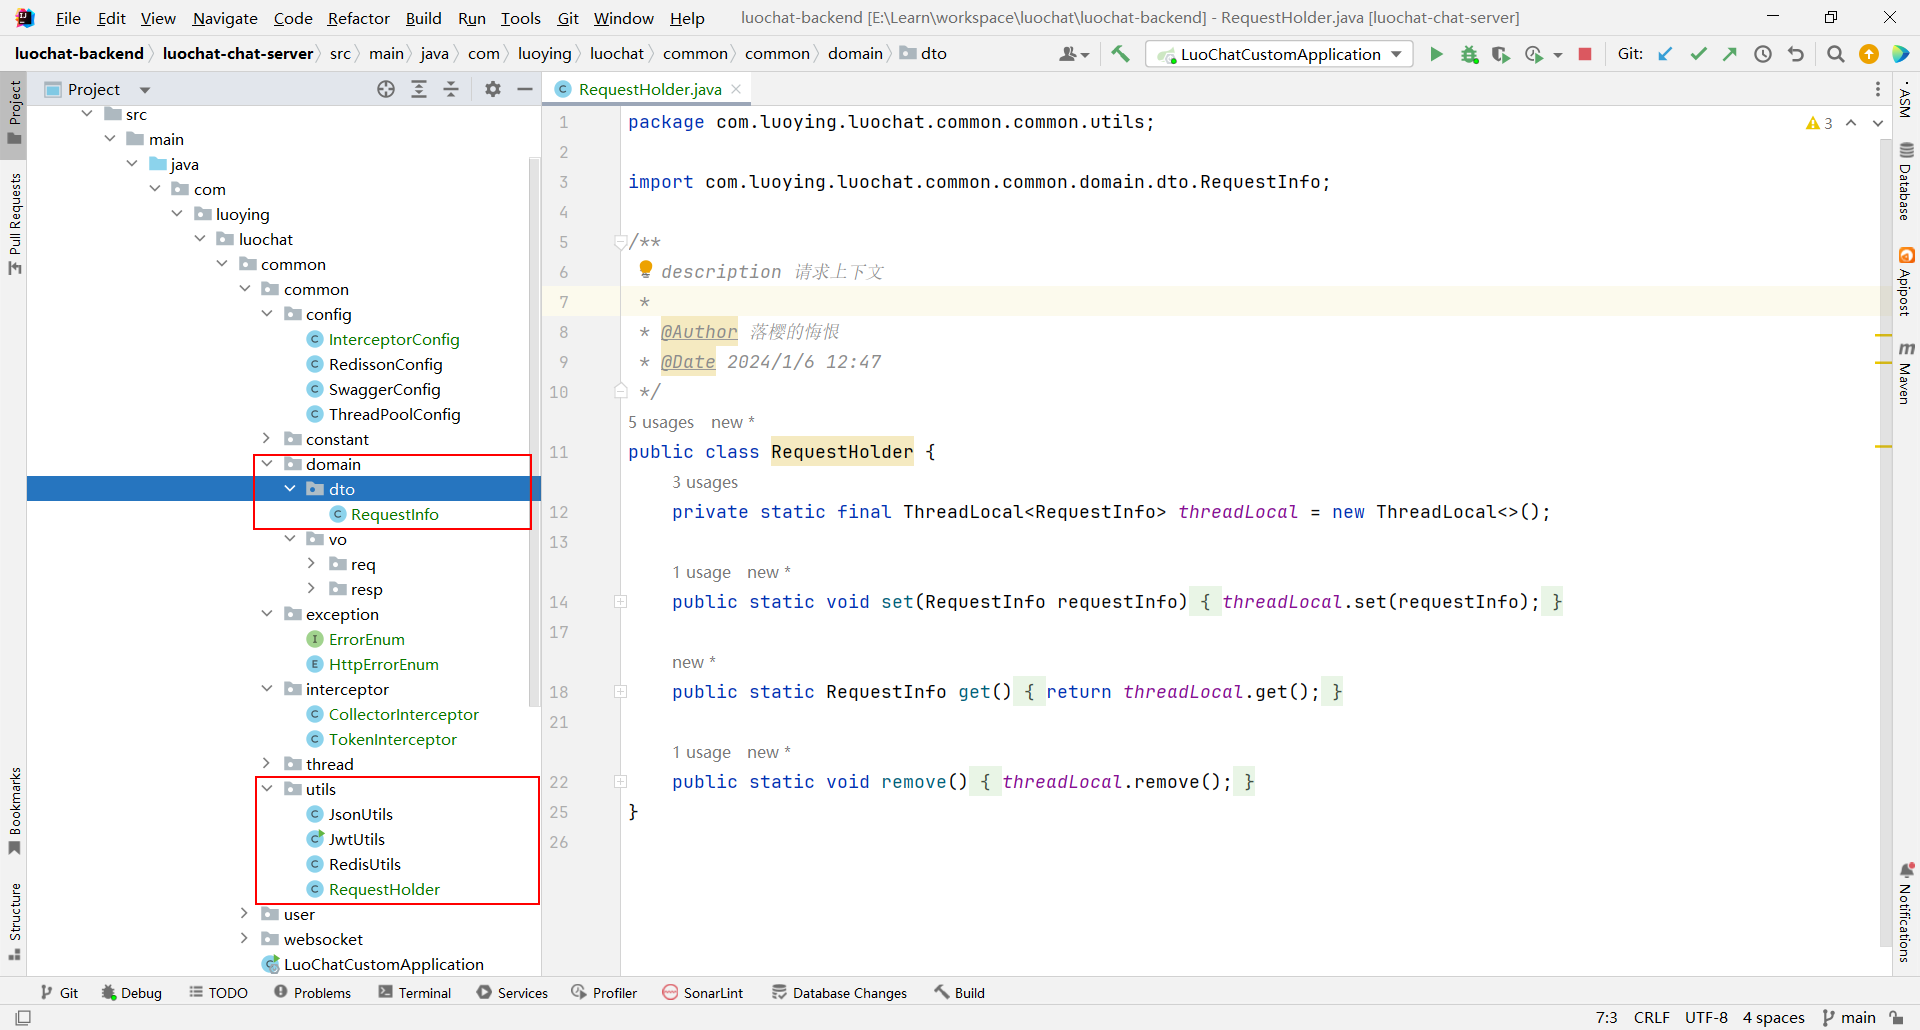 File Edit View Navigate Code Refactor Build Run Tools Git Window Help luochat-backend [E:\Learn\workspace\luochat\luochat-backend] - RequestHolder.java [luochat-chat-server]
luochat-backend luochat-chat-server src main java com luoying luochat common common domain dto LuoChatCustomApplication Git:
Project
RequestHolder.java
src
main
java
com
luoying
luochat
common
common
config
InterceptorConfig
RedissonConfig
SwaggerConfig
ThreadPoolConfig
constant
domain
dto
RequestInfo
vo
req
resp
exception
ErrorEnum
HttpErrorEnum
interceptor
CollectorInterceptor
TokenInterceptor
thread
utils
JsonUtils
JwtUtils
RedisUtils
RequestHolder
user
websocket
LuoChatCustomApplication
Project
Pull Requests
Bookmarks
Structure
1 package com.luoying.luochat.common.common.utils;
2
3 import com.luoying.luochat.common.common.domain.dto.RequestInfo;
4
5 /**
6 description 请求上下文
7 *
8 * @Author 落樱的悔恨
9 * @Date 2024/1/6 12:47
10 */
5 usages new *
11 public class RequestHolder {
3 usages
12 private static final ThreadLocal<RequestInfo> threadLocal = new ThreadLocal<>();
13
1 usage new *
14 public static void set(RequestInfo requestInfo) { threadLocal.set(requestInfo); }
17
new *
18 public static RequestInfo get() { return threadLocal.get(); }
21
1 usage new *
22 public static void remove() { threadLocal.remove(); }
25 }
26
3
ASM
Database
Apipost
Maven
Notifications
Git Debug TODO Problems Terminal Services Profiler SonarLint Database Changes Build
7:3 CRLF UTF-8 4 spaces main